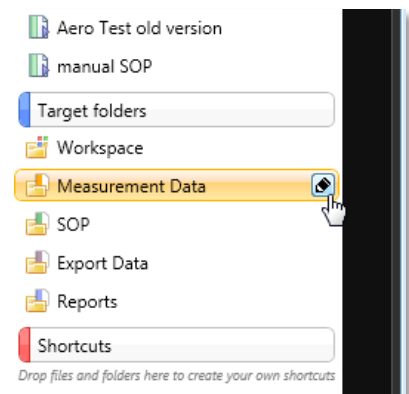 Aero Test old version
manual SOP
Target folders
Workspace
Measurement Data
SOP
Export Data
Reports
Shortcuts
Drop files and folders here to create your own shortcuts